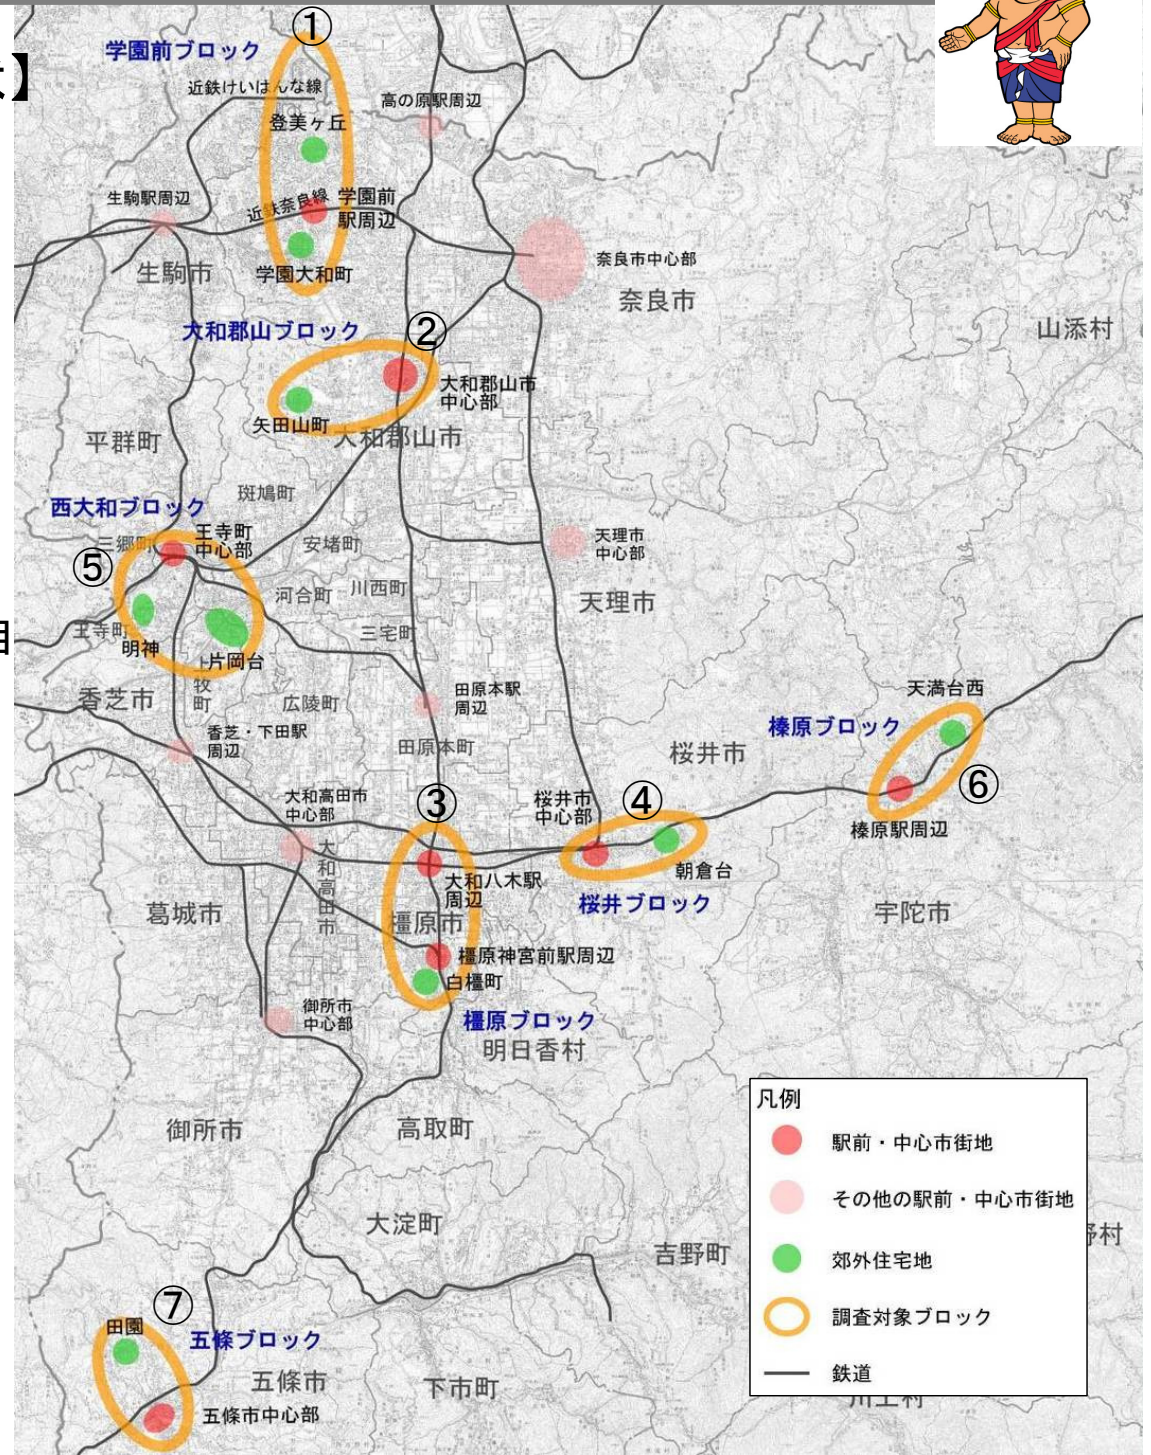 】
①
学園前ブロック
近鉄けいはんな線
高の原駅周辺
登美ヶ丘
生駒駅周辺
近鉄奈良線
学園前
駅周辺
生駒市
学園大和町
奈良市中心部
奈良市
山添村
大和郡山ブロック
②
大和郡山市
中心部
矢田山町
大和郡山市
平群町
斑鳩町
西大和ブロック
三郷町
王寺町
中心部
安堵町
天理市
中心部
⑤
河合町
川西町
天理市
王寺町
明神
三宅町
片岡台
上
牧
町
香芝市
広陵町
田原本駅
周辺
天満台西
香芝・下田駅
周辺
田原本町
榛原ブロック
桜井市
⑥
大和高田市
中心部
③
桜井市
中心部
④
榛原駅周辺
大
和
高
田
市
大和八木駅
周辺
朝倉台
葛城市
橿原市
桜井ブロック
宇陀市
橿原神宮前駅周辺
白橿町
御所市
中心部
橿原ブロック
明日香村
御所市
高取町
大淀町
吉野町
野村
⑦
田園
五條ブロック
五條市
下市町
川上村
五條市中心部
凡例
駅前・中心市街地
その他の駅前・中心市街地
郊外住宅地
調査対象ブロック
鉄道